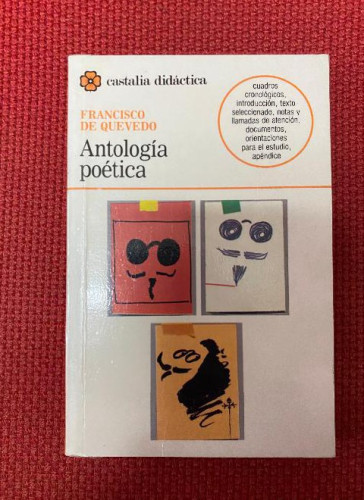 castalia didáctica
FRANCISCO
DE QUEVEDO
Antología
poética
cuadros
cronológicos,
introducción, texto
seleccionado, notas y
llamadas de atención,
documentos,
orientaciones
para el estudio,
apéndice